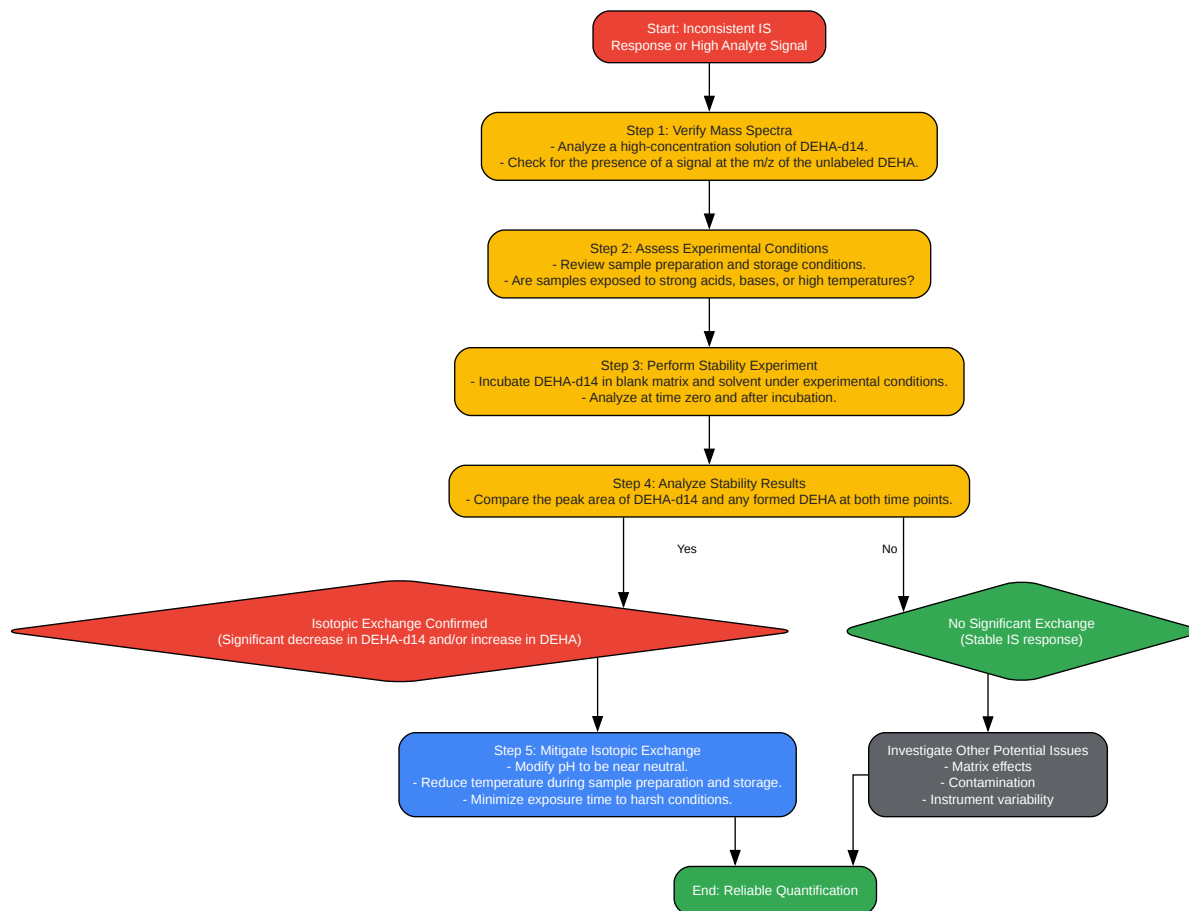 Start: Inconsistent IS
Response or High Analyte Signal
Step 1: Verify Mass Spectra
- Analyze a high-concentration solution of DEHA-d14.
- Check for the presence of a signal at the m/z of the unlabeled DEHA.
Step 2: Assess Experimental Conditions
- Review sample preparation and storage conditions.
- Are samples exposed to strong acids, bases, or high temperatures?
Step 3: Perform Stability Experiment
- Incubate DEHA-d14 in blank matrix and solvent under experimental conditions.
- Analyze at time zero and after incubation.
Step 4: Analyze Stability Results
- Compare the peak area of DEHA-d14 and any formed DEHA at both time points.
Yes
No
Isotopic Exchange Confirmed
(Significant decrease in DEHA-d14 and/or increase in DEHA)
No Significant Exchange
(Stable IS response)
Step 5: Mitigate Isotopic Exchange
- Modify pH to be near neutral.
- Reduce temperature during sample preparation and storage.
- Minimize exposure time to harsh conditions.
Investigate Other Potential Issues
- Matrix effects
- Contamination
- Instrument variability
End: Reliable Quantification